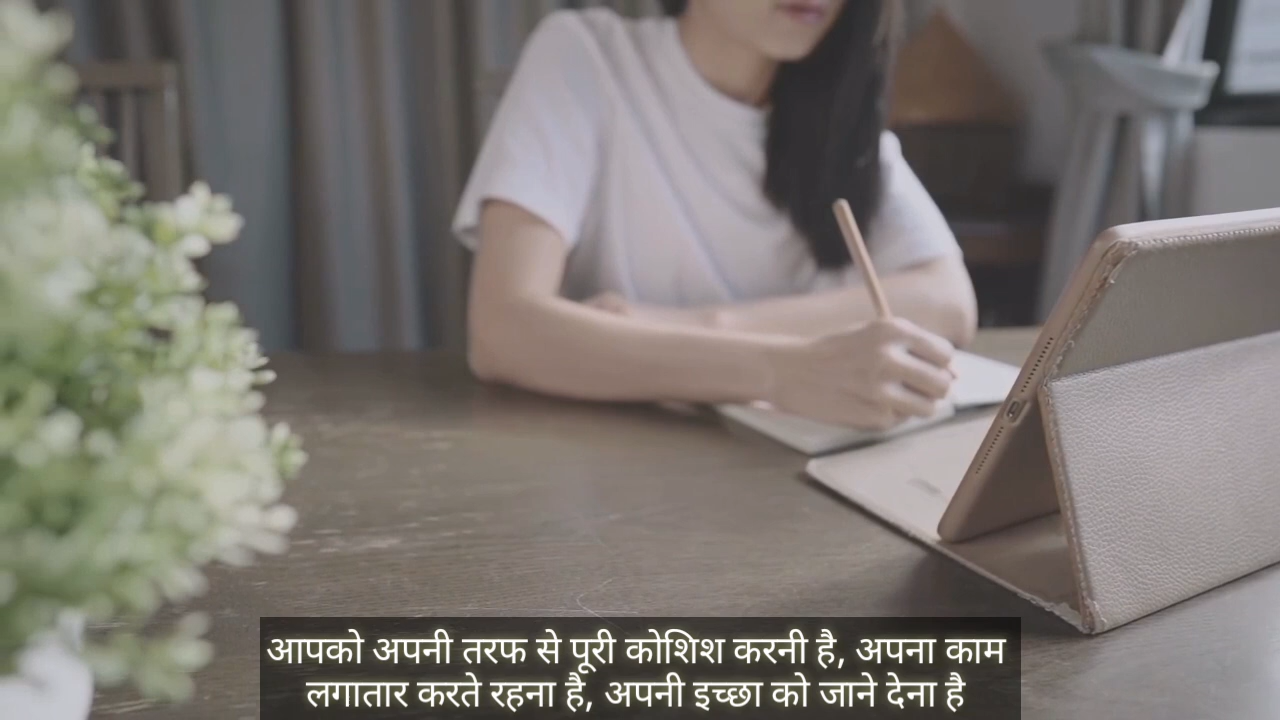 आपको अपनी तरफ से पूरी कोशिश करनी है, अपना काम
लगातार करते रहना है, अपनी इच्छा को जाने देना है